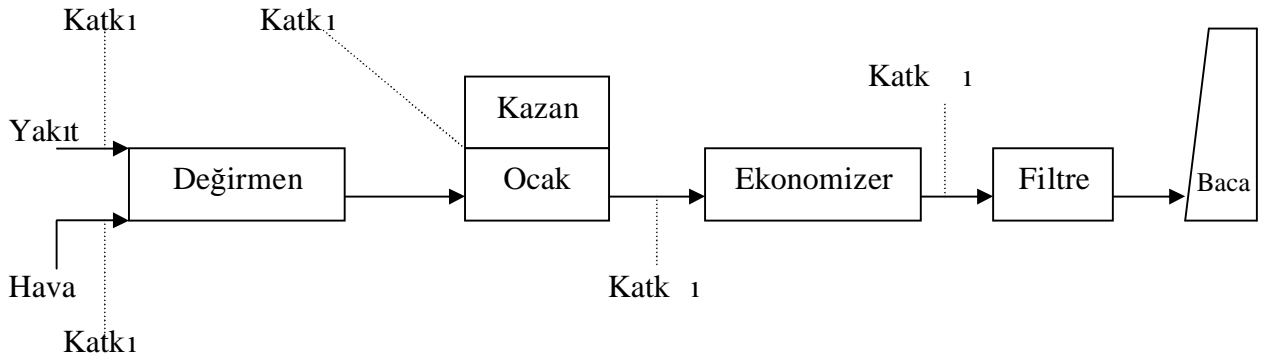 Katkı
Katkı
Katk ı
Kazan
Yakıt
Değirmen
Ocak
Ekonomizer
Filtre
Baca
Hava
Katk ı
Katkı